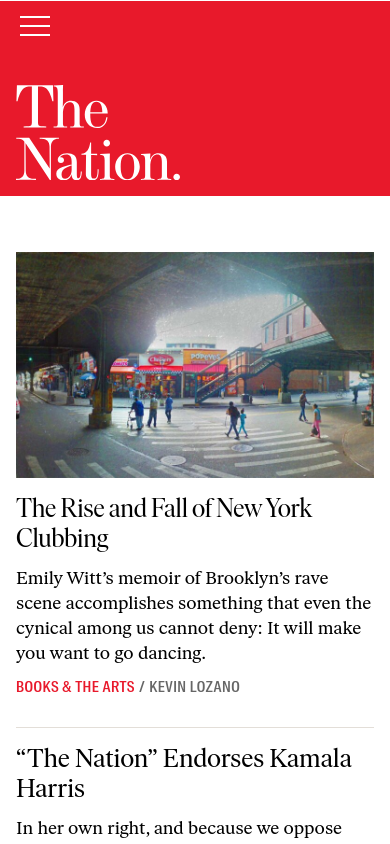 The
Nation.
The Rise and Fall of New York
Clubbing
Emily Witt’s memoir of Brooklyn’s rave
scene accomplishes something that even the
cynical among us cannot deny: It will make
you want to go dancing.
BOOKS & THE ARTS / KEVIN LOZANO
“The Nation” Endorses Kamala
Harris
In her own right, and because we oppose